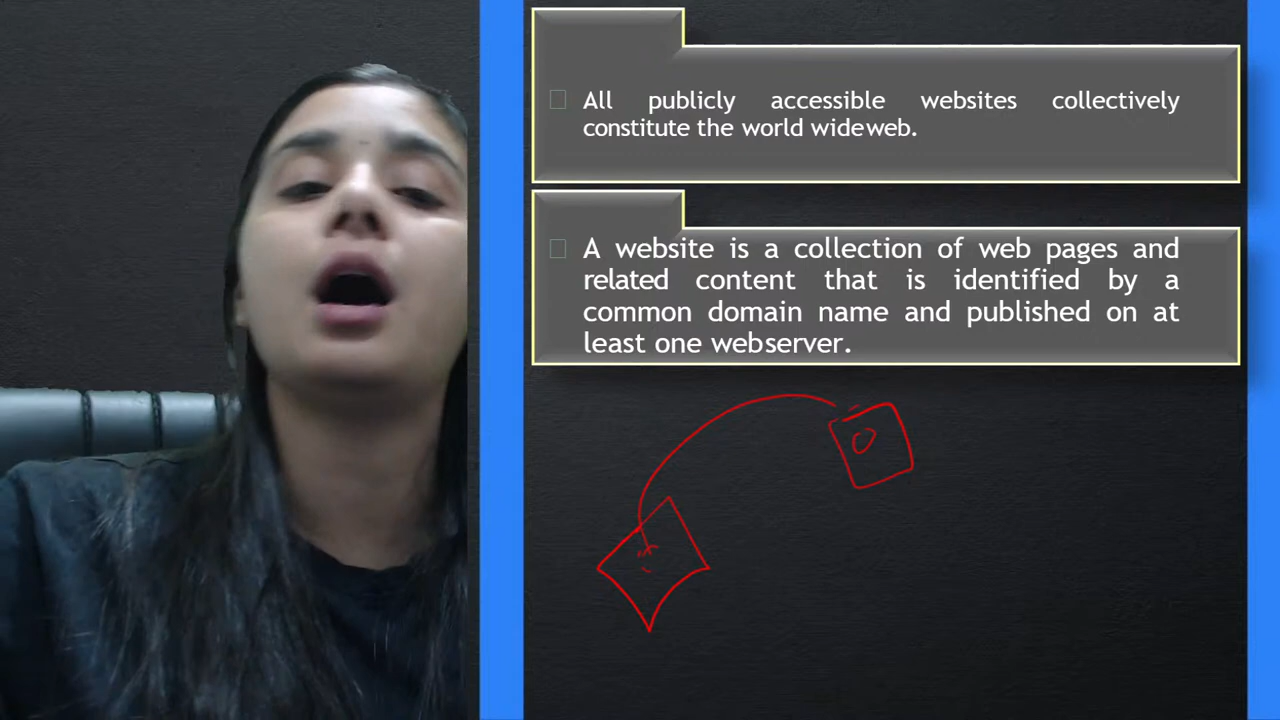 All publicly accessible websites collectively
constitute the world wideweb.
A website is a collection of web pages and
related content that is identified by a
common domain name and published on at
least one webserver.